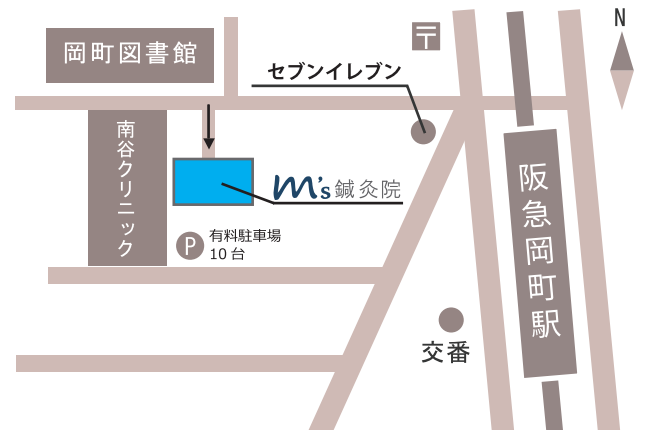 N
岡町図書館
〒
セブンイレブン
南谷クリニック
阪急岡町駅
m's鍼灸院
P
有料駐車場
10台
交番